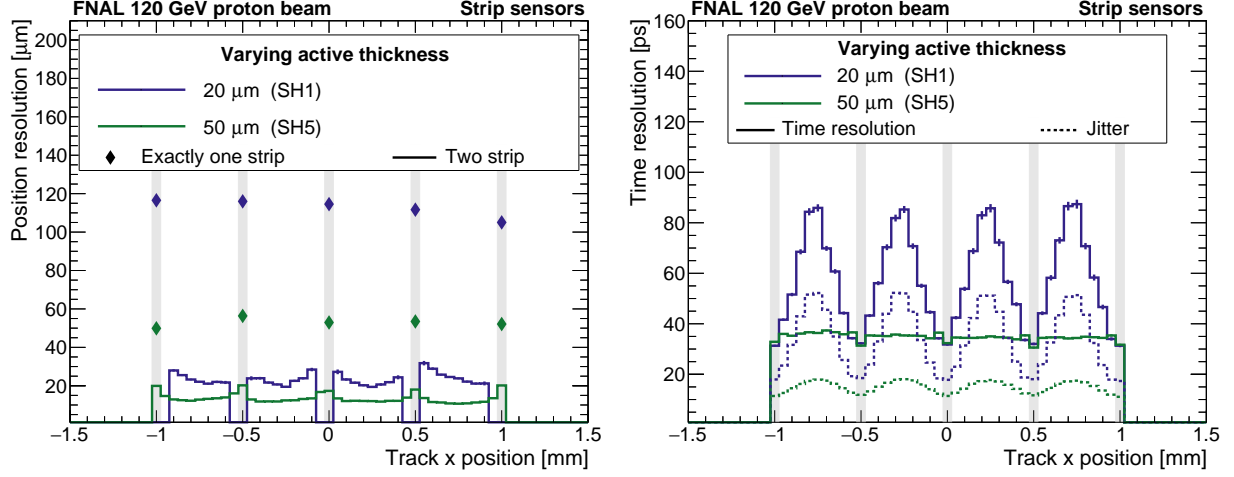 FNAL 120 GeV proton beam Strip sensors
Position resolution [μm]
Varying active thickness
20 μm (SH1)
50 μm (SH5)
Exactly one strip Two strip
200
180
160
140
120
100
80
60
40
20
−1.5 −1 −0.5 0 0.5 1 1.5
Track x position [mm]
FNAL 120 GeV proton beam Strip sensors
Time resolution [ps]
Varying active thickness
20 μm (SH1)
50 μm (SH5)
Time resolution Jitter
160
140
120
100
80
60
40
20
−1.5 −1 −0.5 0 0.5 1 1.5
Track x position [mm]